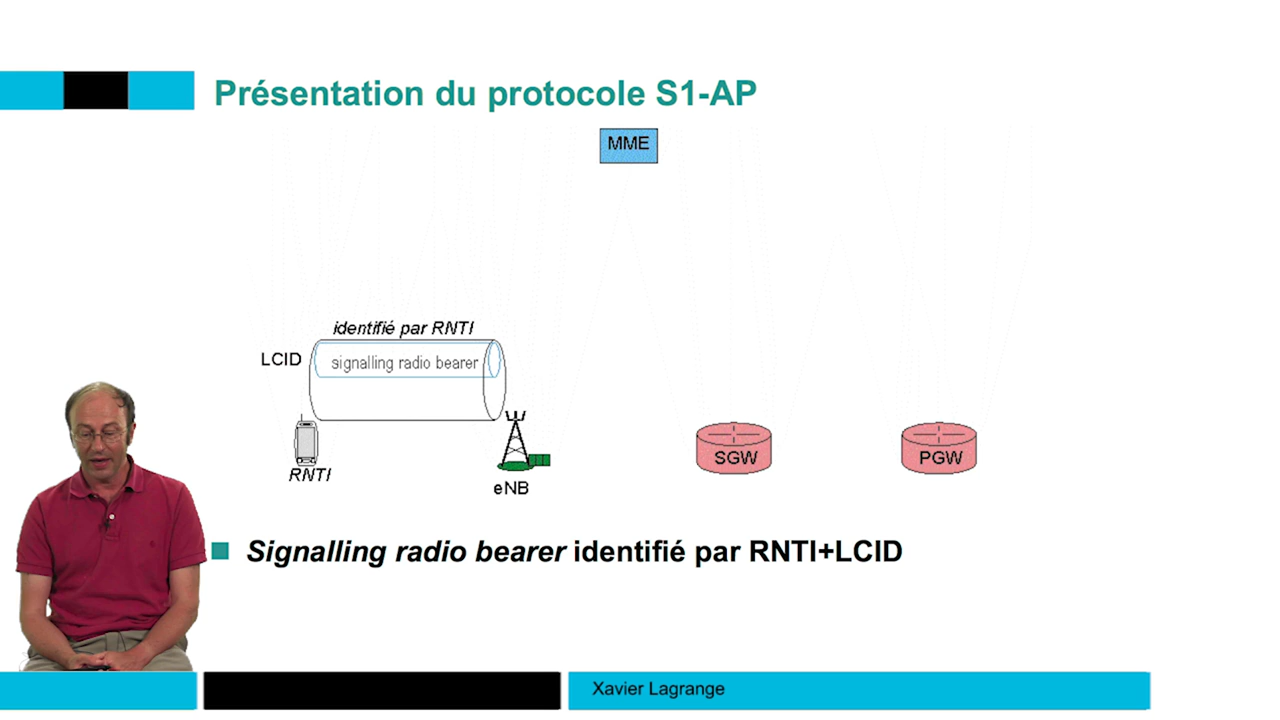 Présentation du protocole S1-AP
MME
identifié par RNTI
LCID
signalling radio bearer
RNTI
eNB
SGW
PGW
Signalling radio bearer identifié par RNTI+LCID
Xavier Lagrange